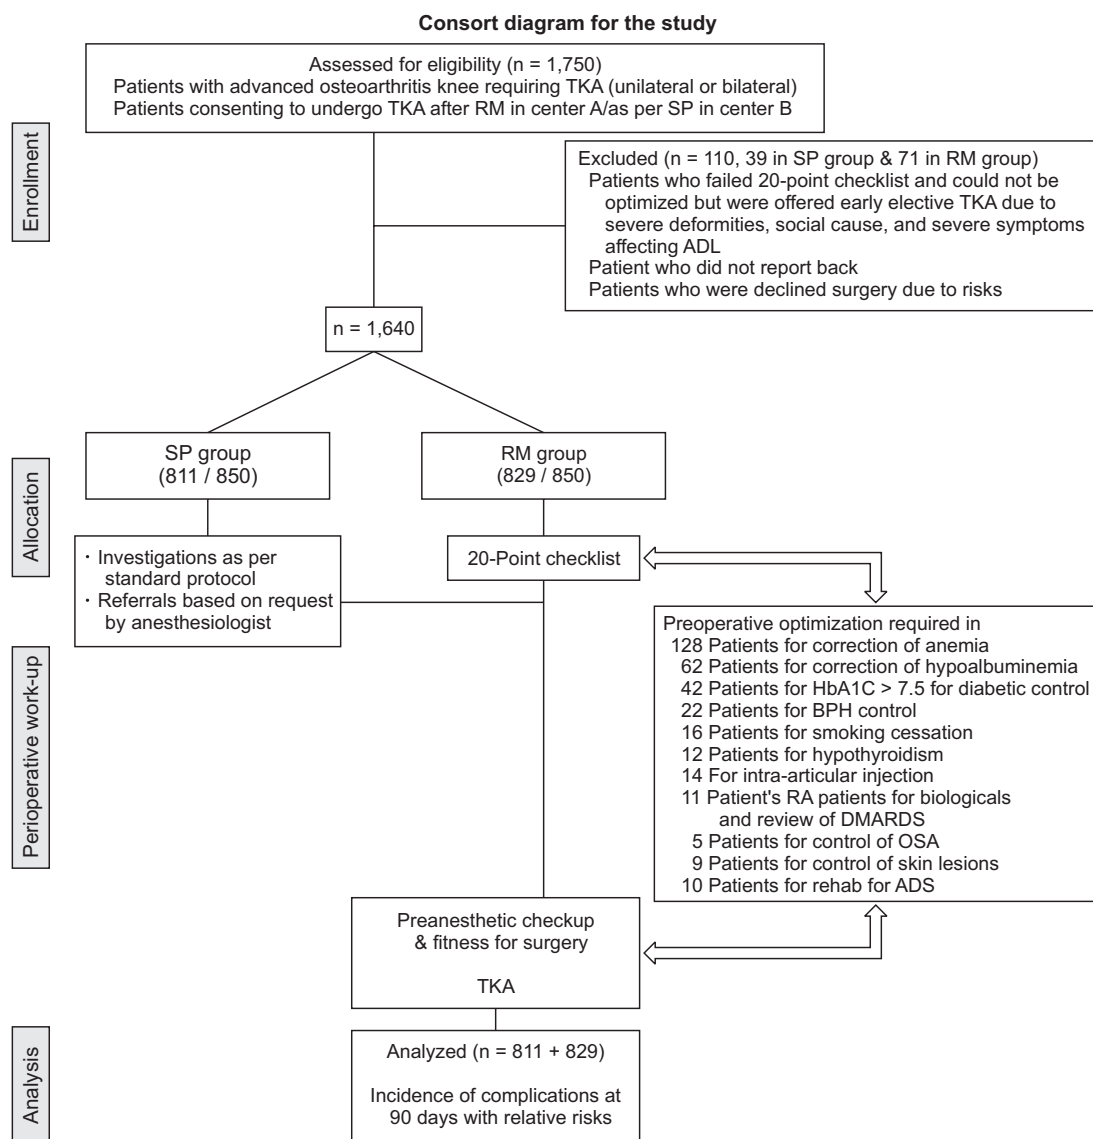 Consort diagram for the study
Assessed for eligibility (n = 1,750)
Patients with advanced osteoarthritis knee requiring TKA (unilateral or bilateral)
Patients consenting to undergo TKA after RM in center A/as per SP in center B
Enrollment
Excluded (n = 110, 39 in SP group & 71 in RM group)
Patients who failed 20-point checklist and could not be
optimized but were offered early elective TKA due to
severe deformities, social cause, and severe symptoms
affecting ADL
Patient who did not report back
Patients who were declined surgery due to risks
n = 1,640
Allocation
SP group
(811 / 850)
RM group
(829 / 850)
· Investigations as per
standard protocol
· Referrals based on request
by anesthesiologist
20-Point checklist
Perioperative work-up
Preoperative optimization required in
128 Patients for correction of anemia
62 Patients for correction of hypoalbuminemia
42 Patients for HbA1C > 7.5 for diabetic control
22 Patients for BPH control
16 Patients for smoking cessation
12 Patients for hypothyroidism
14 For intra-articular injection
11 Patient's RA patients for biologicals
and review of DMARDS
5 Patients for control of OSA
9 Patients for control of skin lesions
10 Patients for rehab for ADS
Preanesthetic checkup
& fitness for surgery
TKA
Analysis
Analyzed (n = 811 + 829)
Incidence of complications at
90 days with relative risks